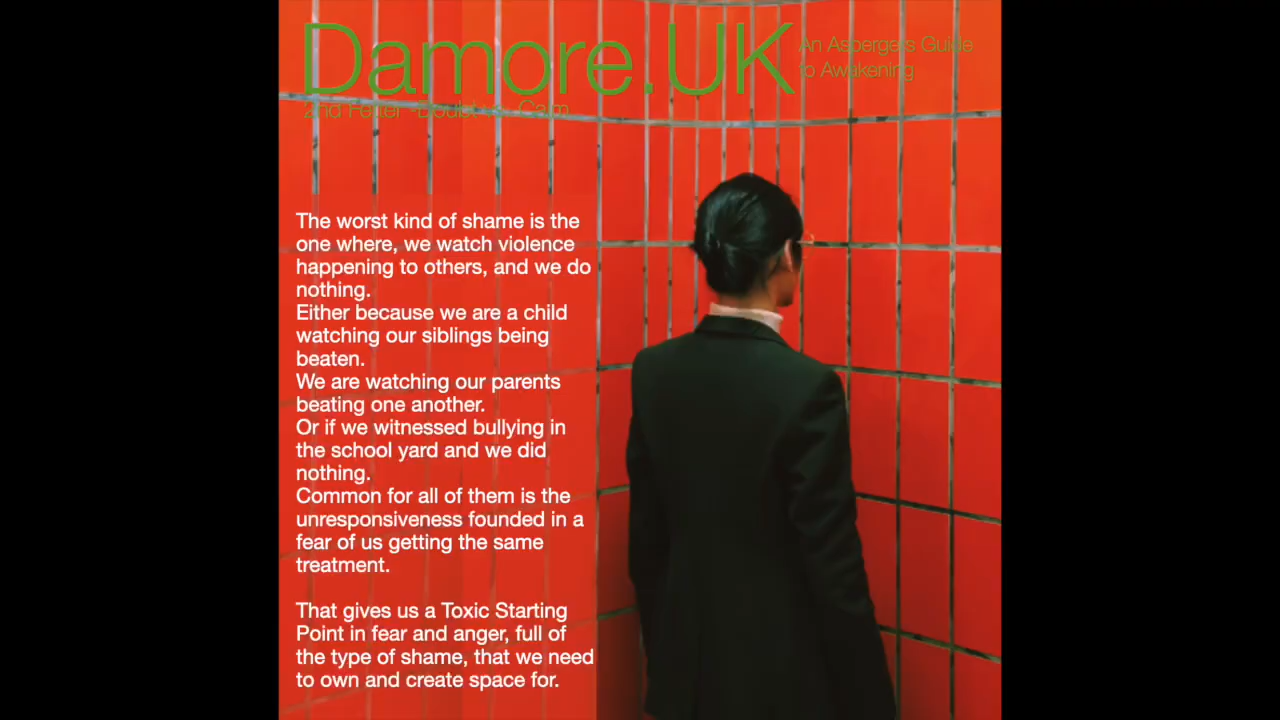 Damore.UK
An Aspergers Guide
to Awakening
2nd Fetter -Doubt vs. Calm
The worst kind of shame is the
one where, we watch violence
happening to others, and we do
nothing.
Either because we are a child
watching our siblings being
beaten.
We are watching our parents
beating one another.
Or if we witnessed bullying in
the school yard and we did
nothing.
Common for all of them is the
unresponsiveness founded in a
fear of us getting the same
treatment.
That gives us a Toxic Starting
Point in fear and anger, full of
the type of shame, that we need
to own and create space for.